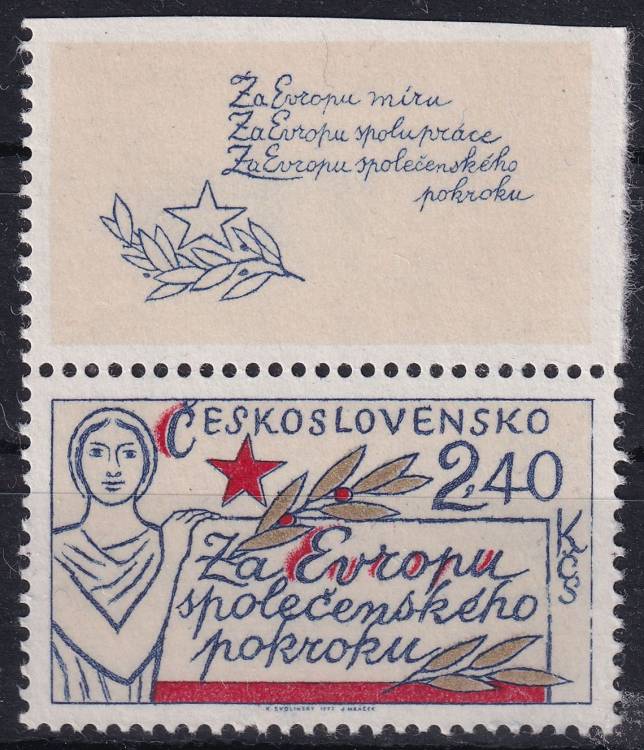 Za Evropu míru
Za Evropu spolupráce
Za Evropu společenského
pokroku
ČESKOSLOVENSKO
2,40
Kčs
Za Evropu
společenského
pokroku
K. SVOLINSKÝ 1977 J. MRÁČEK